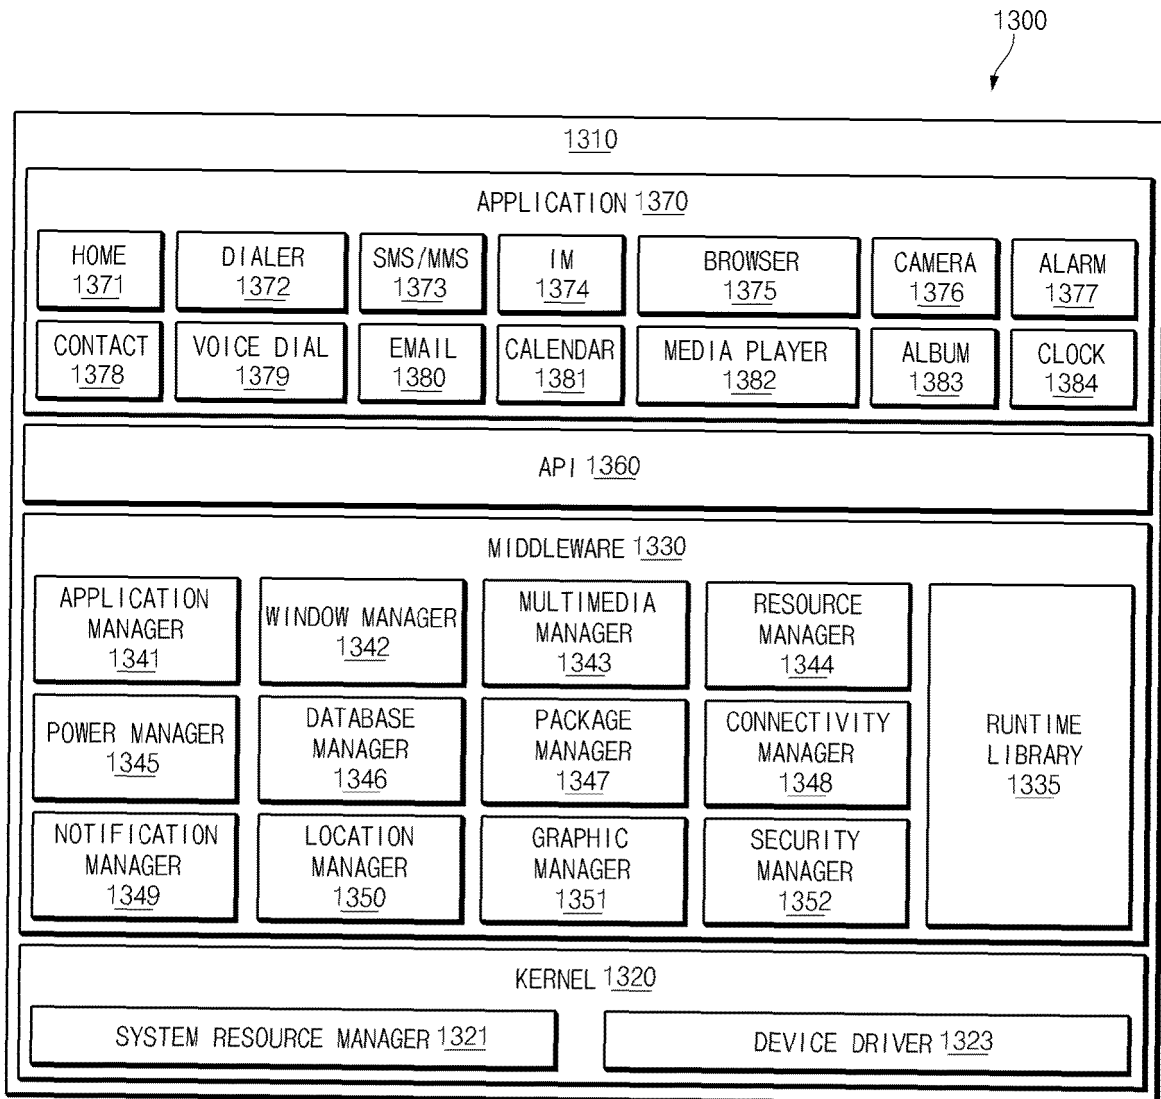 1300
1310
APPLICATION 1370
HOME
1371
DIALER
1372
SMS/MMS
1373
IM
1374
BROWSER
1375
CAMERA
1376
ALARM
1377
CONTACT
1378
VOICE DIAL
1379
EMAIL
1380
CALENDAR
1381
MEDIA PLAYER
1382
ALBUM
1383
CLOCK
1384
API 1360
MIDDLEWARE 1330
APPLICATION
MANAGER
1341
WINDOW MANAGER
1342
MULTIMEDIA
MANAGER
1343
RESOURCE
MANAGER
1344
POWER MANAGER
1345
DATABASE
MANAGER
1346
PACKAGE
MANAGER
1347
CONNECTIVITY
MANAGER
1348
NOTIFICATION
MANAGER
1349
LOCATION
MANAGER
1350
GRAPHIC
MANAGER
1351
SECURITY
MANAGER
1352
RUNTIME
LIBRARY
1335
KERNEL 1320
SYSTEM RESOURCE MANAGER 1321
DEVICE DRIVER 1323